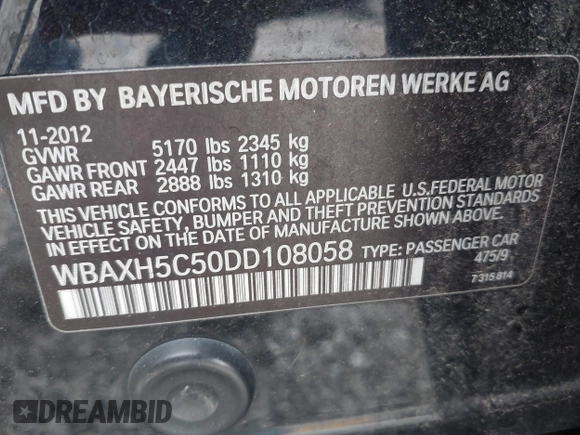 MFD BY BAYERISCHE MOTOREN WERKE AG
11-2012
GVWR 5170 lbs 2345 kg
GAWR FRONT 2447 lbs 1110 kg
GAWR REAR 2888 lbs 1310 kg
THIS VEHICLE CONFORMS TO ALL APPLICABLE U.S.FEDERAL MOTOR
VEHICLE SAFETY, BUMPER AND THEFT PREVENTION STANDARDS
IN EFFECT ON THE DATE OF MANUFACTURE SHOWN ABOVE.
WBAXH5C50DD108058 TYPE: PASSENGER CAR
475/9
7315814
DREAMBID